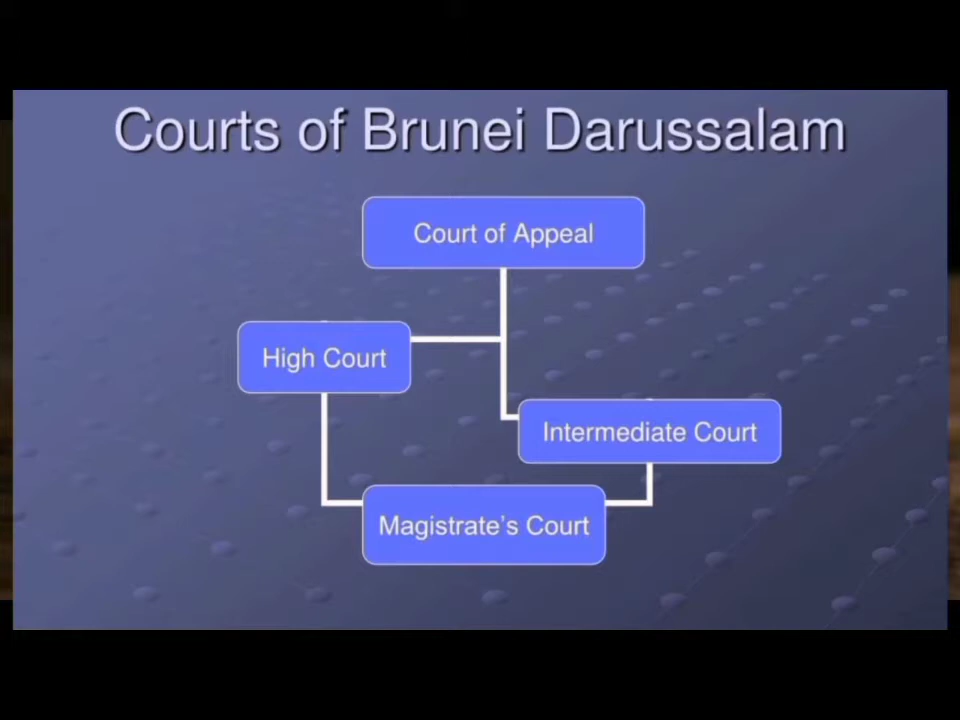 Courts of Brunei Darussalam
Court of Appeal
High Court
Intermediate Court
Magistrate’s Court